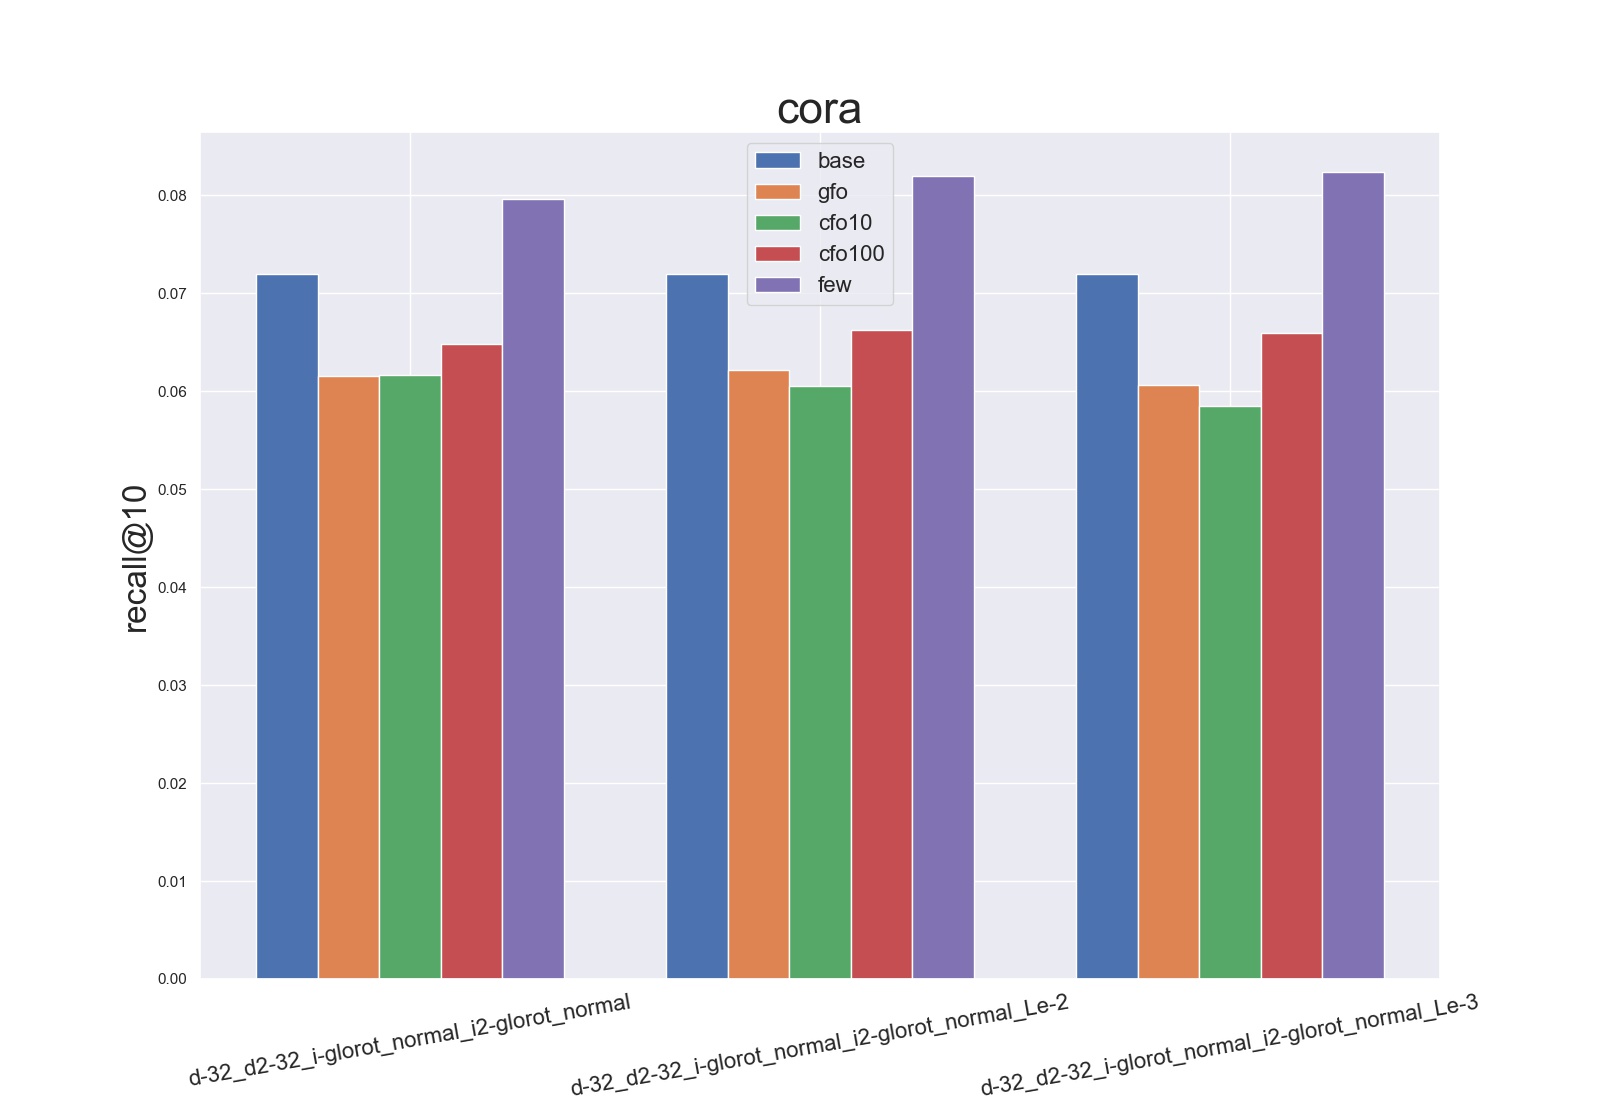 cora
base
gfo
cfo10
cfo100
few
recall@10
0.08
0.07
0.06
0.05
0.04
0.03
0.02
0.01
0.00
d-32_d2-32_i-glorot_normal_i2-glorot_normal
d-32_d2-32_i-glorot_normal_i2-glorot_normal_Le-2
d-32_d2-32_i-glorot_normal_i2-glorot_normal_Le-3